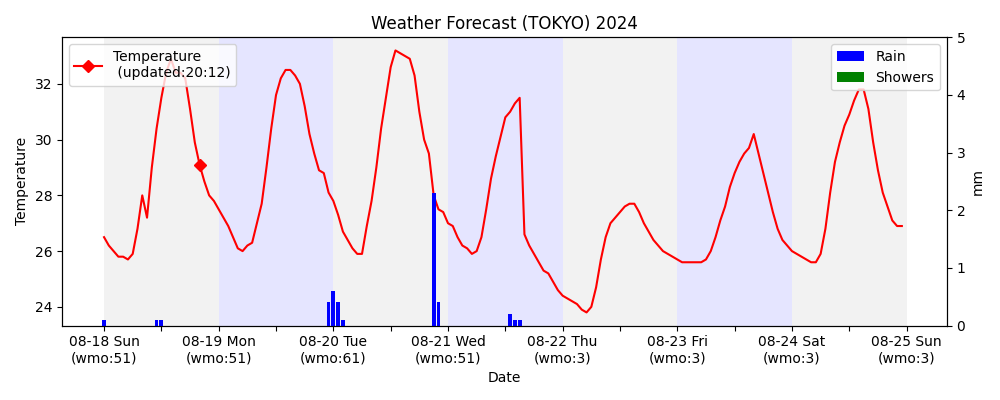 Weather Forecast (TOKYO) 2024
Temperature
(updated:20:12)
Rain
Showers
Temperature
32
30
28
26
24
5
4
3
2
1
0
mm
08-18 Sun
(wmo:51)
08-19 Mon
(wmo:51)
08-20 Tue
(wmo:61)
08-21 Wed
(wmo:51)
08-22 Thu
(wmo:3)
08-23 Fri
(wmo:3)
08-24 Sat
(wmo:3)
08-25 Sun
(wmo:3)
Date